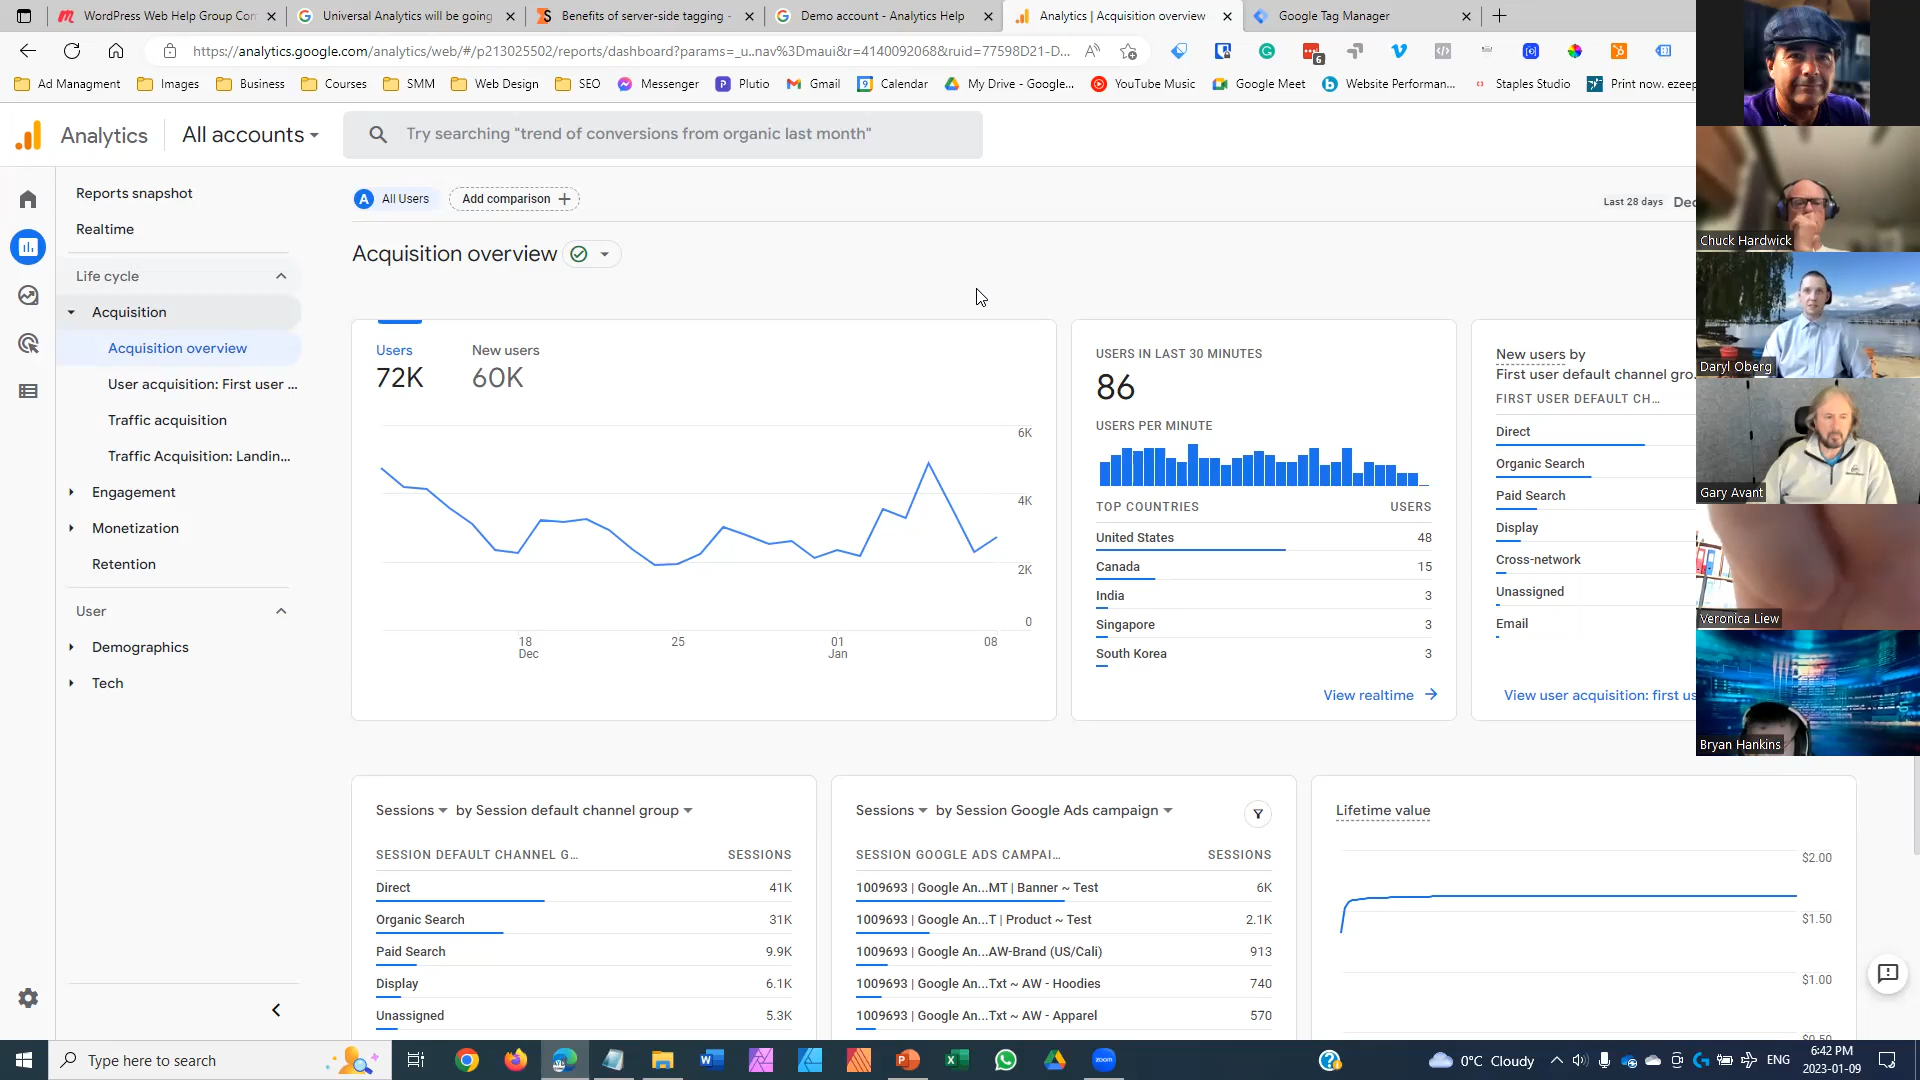 WordPress Web Help Group Con
Universal Analytics will be going
Benefits of server-side tagging -
Demo account - Analytics Help
Analytics | Acquisition overview
Google Tag Manager
https://analytics.google.com/analytics/web/#/p213025502/reports/dashboard?params=_u..nav%3Dmaui&r=4140092068&ruid=77598D21-D...
6
Ad Managment
Images
Business
Courses
SMM
Web Design
SEO
Messenger
Plutio
Gmail
Calendar
My Drive - Google...
YouTube Music
Google Meet
Website Performan...
Staples Studio
Print now. ezeep
Analytics
All accounts
Try searching "trend of conversions from organic last month"
Reports snapshot
Realtime
Life cycle
Acquisition
Acquisition overview
User acquisition: First user ...
Traffic acquisition
Traffic Acquisition: Landin...
Engagement
Monetization
Retention
User
Demographics
Tech
A All Users
Add comparison +
Last 28 days Dec
Acquisition overview
Users
72K
New users
60K
6K
4K
2K
0
18
Dec
25
01
Jan
08
USERS IN LAST 30 MINUTES
86
USERS PER MINUTE
TOP COUNTRIES USERS
United States 48
Canada 15
India 3
Singapore 3
South Korea 3
View realtime
New users by
First user default channel gro
FIRST USER DEFAULT CH...
Direct
Organic Search
Paid Search
Display
Cross-network
Unassigned
Email
View user acquisition: first us
Sessions by Session default channel group
SESSION DEFAULT CHANNEL G... SESSIONS
Direct 41K
Organic Search 31K
Paid Search 9.9K
Display 6.1K
Unassigned 5.3K
Sessions by Session Google Ads campaign
SESSION GOOGLE ADS CAMPAI... SESSIONS
1009693 | Google An...MT | Banner ~ Test 6K
1009693 | Google An...T | Product ~ Test 2.1K
1009693 | Google An...AW-Brand (US/Cali) 913
1009693 | Google An...Txt ~ AW - Hoodies 740
1009693 | Google An...Txt ~ AW - Apparel 570
Lifetime value
$2.00
$1.50
$1.00
$0.50
Chuck Hardwick
Daryl Oberg
Gary Avant
Veronica Liew
Bryan Hankins
Type here to search
zoom
0°C Cloudy
ENG
6:42 PM
2023-01-09